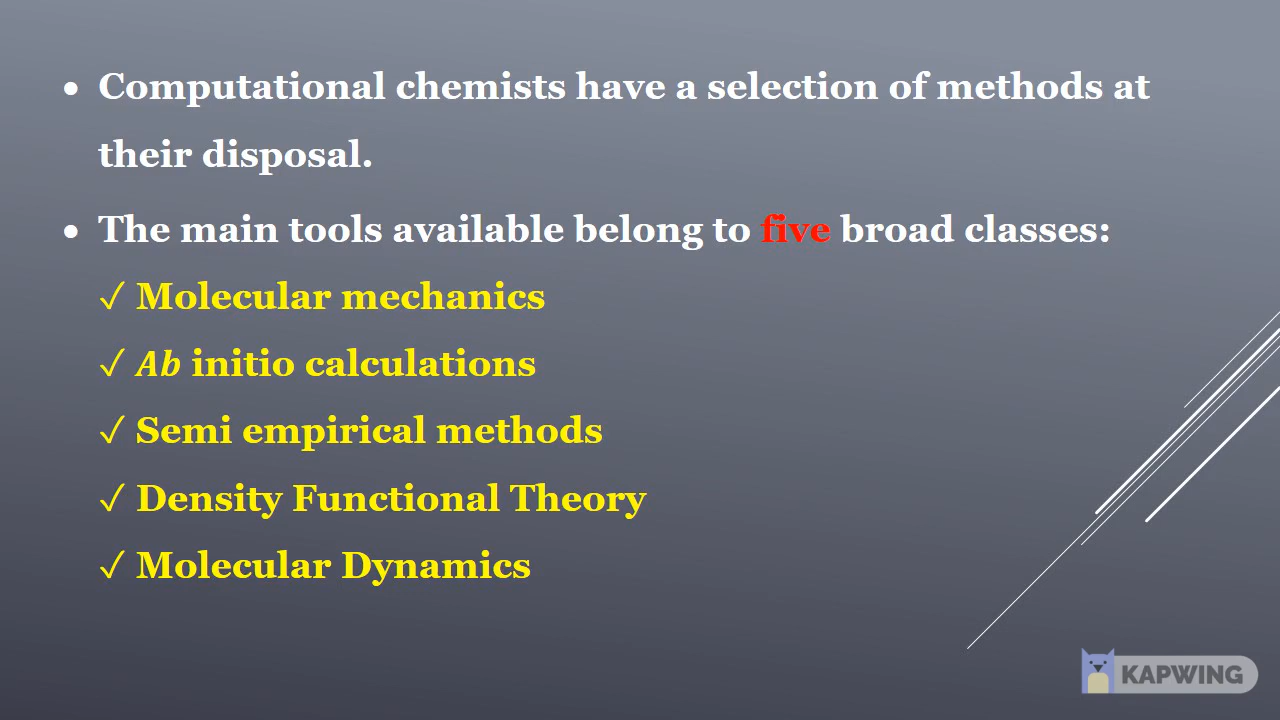 • Computational chemists have a selection of methods at
their disposal.
• The main tools available belong to five broad classes:
✓ Molecular mechanics
✓ Ab initio calculations
✓ Semi empirical methods
✓ Density Functional Theory
✓ Molecular Dynamics
KAPWING